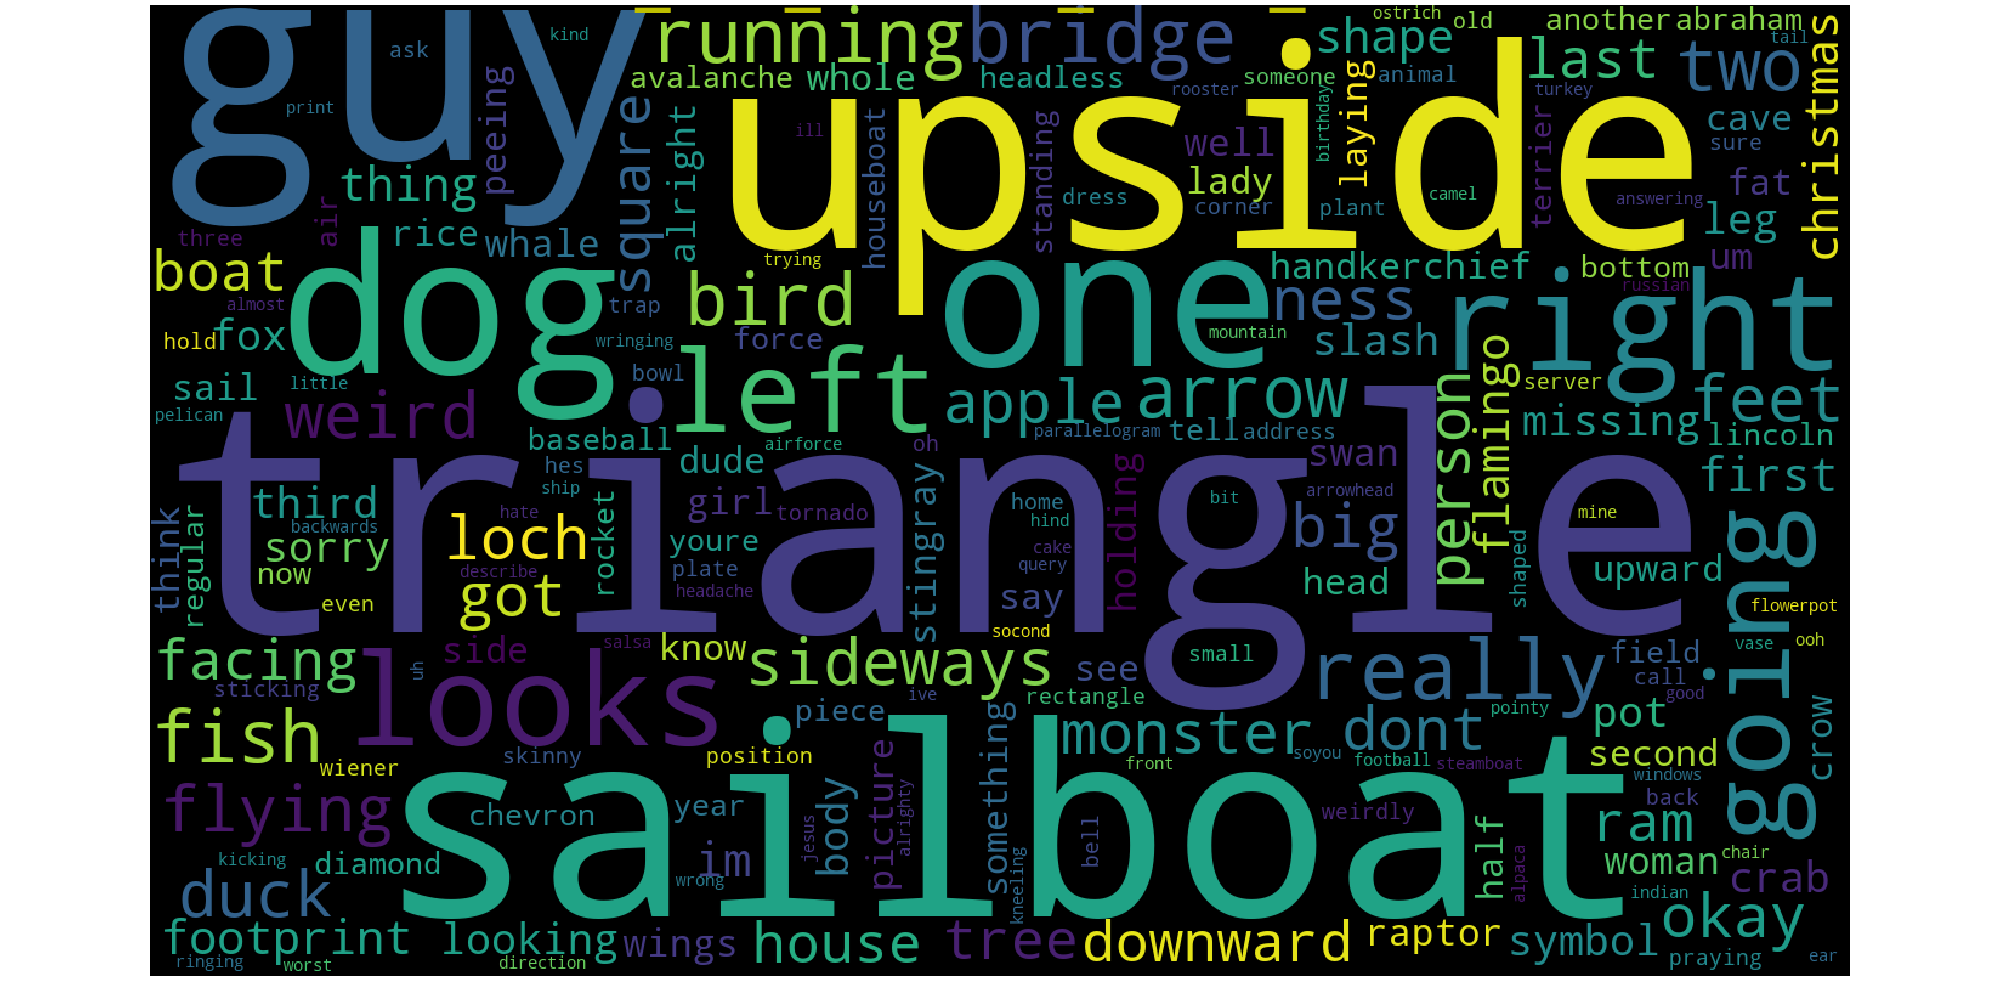 guy
upside
triangle
sailboat
dog
one
right
left
looks
going
running
bridge
shape
ostrich
old
another
abraham
tail
kind
ask
print
peeing
avalanche
whole
headless
someone
animal
last
two
christmas
rooster
turkey
birthday
laying
cave
sure
thing
square
alright
ill
houseboat
standing
well
lady
corner
dress
plant
camel
terrier
answering
fat
leg
three
air
rice
whale
boat
almost
fox
hold
trap
wringing
bird
force
trying
handkerchief
ness
bottom
um
russian
mountain
slash
flamingo
server
feet
sail
little
pelican
weird
bowl
baseball
airforce
oh
apple
arrow
parallelogram
tell
address
person
missing
lincoln
first
dude
hes
ship
third
backwards
hate
girl
tornado
stingray
home
hind
holding
swan
arrowhead
bit
big
mine
think
regular
sorry
now
loch
rocket
youre
plate
describe
headache
even
got
cake
query
say
head
shaped
upward
flowerpot
facing
sticking
side
uh
salsa
know
sideways
ive
socond
see
small
rectangle
really
field
call
good
vase
ooh
fish
wiener
skinny
position
piece
something
monster
front
soyou
dont
football
pointy
steamboat
pot
second
windows
crow
flying
chevron
year
body
picture
jesus
alrighty
bell
weirdly
half
back
ram
kicking
diamond
im
wrong
kneeling
alpaca
woman
chair
crab
indian
duck
footprint
looking
wings
house
tree
downward
raptor
symbol
okay
praying
ear
ringing
worst
direction